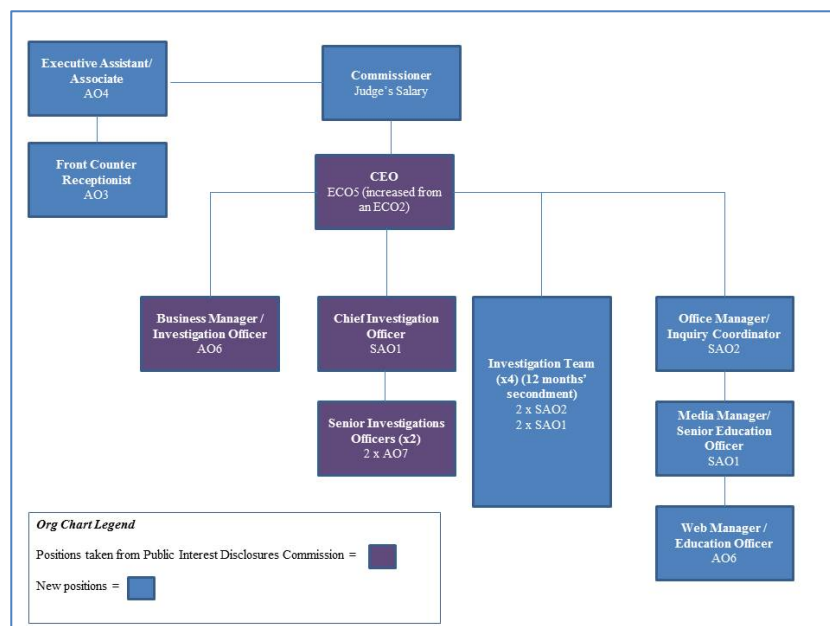 Executive Assistant/
Associate
AO4
Commissioner
Judge's Salary
Front Counter
Receptionist
AO3
CEO
ECO5 (increased from
an ECO2)
Business Manager /
Investigation Officer
AO6
Chief Investigation
Officer
SAO1
Investigation Team
(x4) (12 months'
secondment)
2 x SAO2
2 x SAO1
Office Manager/
Inquiry Coordinator
SAO2
Senior Investigations
Officers (x2)
2 x AO7
Media Manager/
Senior Education
Officer
SAO1
Web Manager /
Education Officer
AO6
Org Chart Legend
Positions taken from Public Interest Disclosures Commission =
New positions =